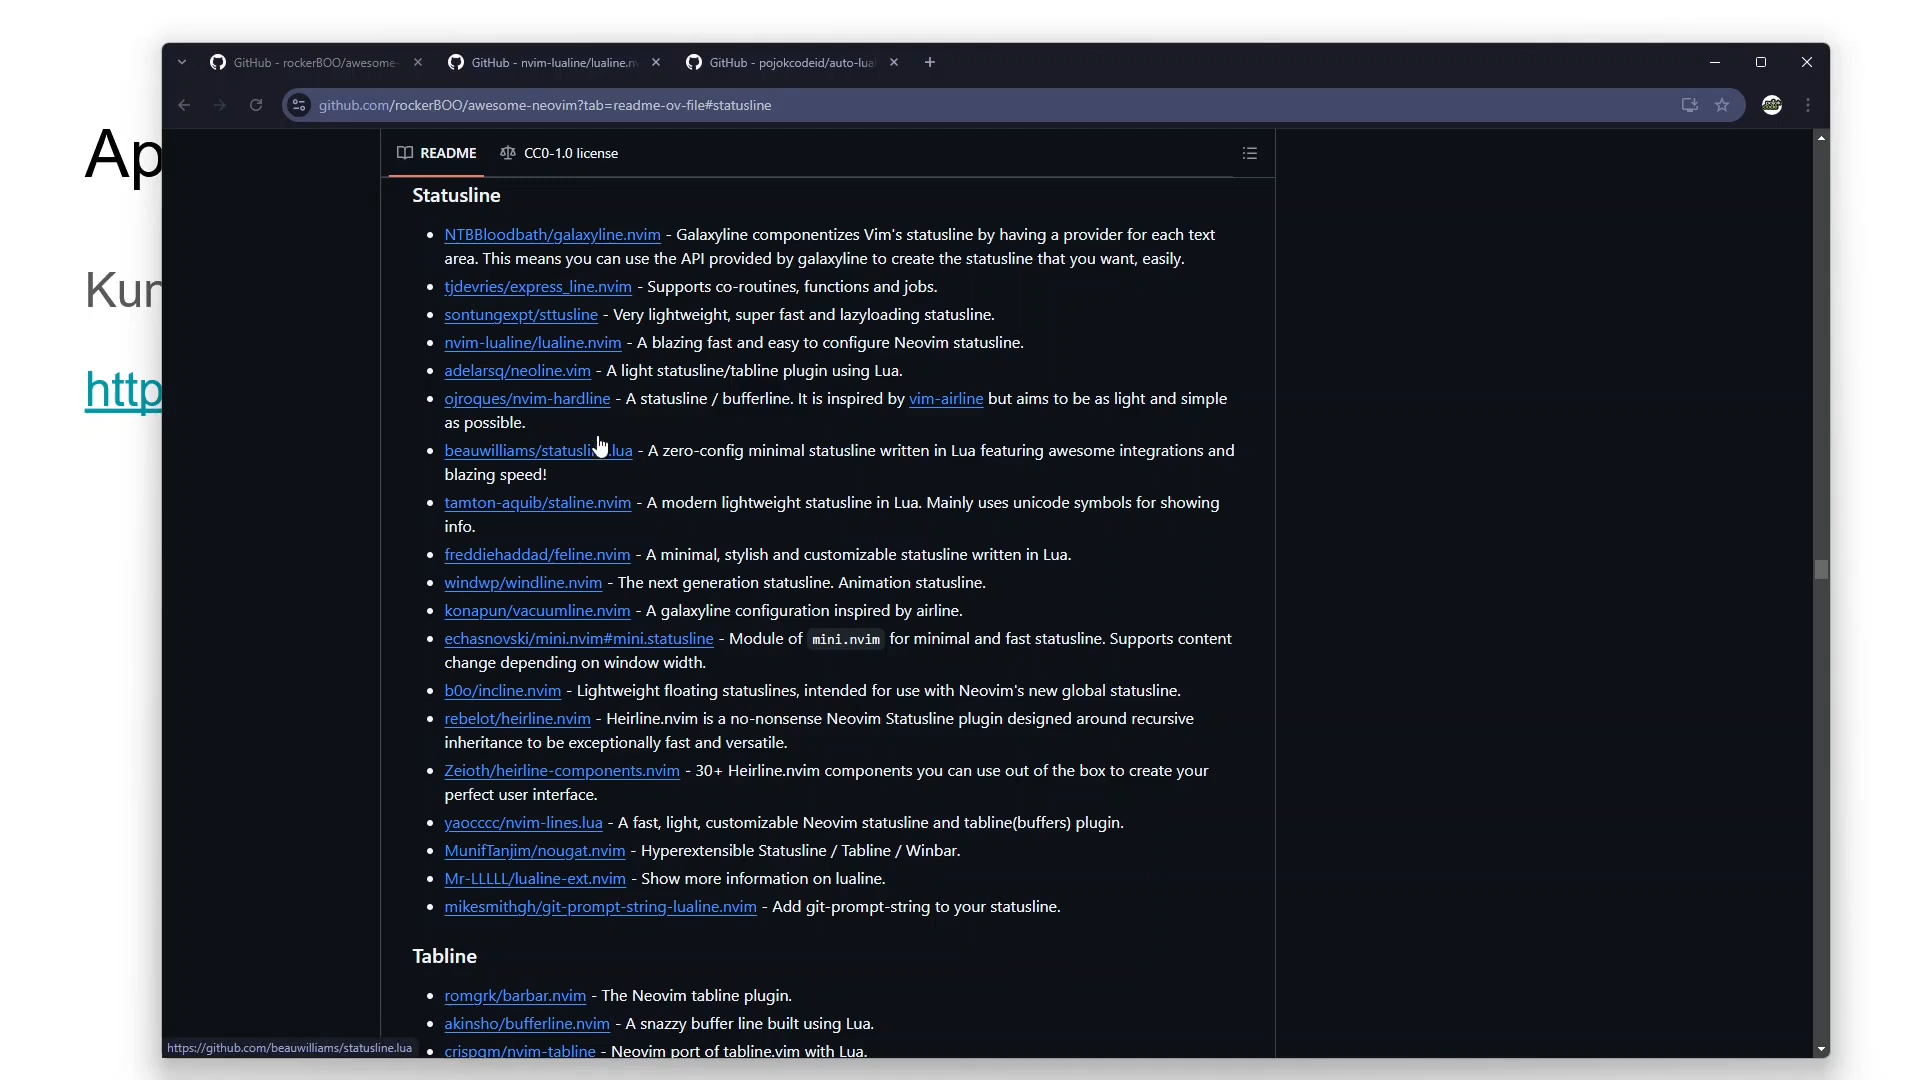 GitHub - rockerBOO/awesome-
GitHub - nvim-lualine/lualine.n
GitHub - pojokcodeid/auto-lua
github.com/rockerBOO/awesome-neovim?tab=readme-ov-file#statusline
Ap
Kun
http
README
CC0-1.0 license
Statusline
NTBBloodbath/galaxyline.nvim - Galaxyline componentizes Vim's statusline by having a provider for each text
area. This means you can use the API provided by galaxyline to create the statusline that you want, easily.
tjdevries/express_line.nvim - Supports co-routines, functions and jobs.
sontungexpt/sttusline - Very lightweight, super fast and lazyloading statusline.
nvim-lualine/lualine.nvim - A blazing fast and easy to configure Neovim statusline.
adelarsq/neoline.vim - A light statusline/tabline plugin using Lua.
ojroques/nvim-hardline - A statusline / bufferline. It is inspired by vim-airline but aims to be as light and simple
as possible.
beauwilliams/statusline.lua - A zero-config minimal statusline written in Lua featuring awesome integrations and
blazing speed!
tamton-aquib/staline.nvim - A modern lightweight statusline in Lua. Mainly uses unicode symbols for showing
info.
freddiehaddad/feline.nvim - A minimal, stylish and customizable statusline written in Lua.
windwp/windline.nvim - The next generation statusline. Animation statusline.
konapun/vacuumline.nvim - A galaxyline configuration inspired by airline.
echasnovski/mini.nvim#mini.statusline - Module of mini.nvim for minimal and fast statusline. Supports content
change depending on window width.
b0o/incline.nvim - Lightweight floating statuslines, intended for use with Neovim's new global statusline.
rebelot/heirline.nvim - Heirline.nvim is a no-nonsense Neovim Statusline plugin designed around recursive
inheritance to be exceptionally fast and versatile.
Zeioth/heirline-components.nvim - 30+ Heirline.nvim components you can use out of the box to create your
perfect user interface.
yaocccc/nvim-lines.lua - A fast, light, customizable Neovim statusline and tabline(buffers) plugin.
MunifTanjim/nougat.nvim - Hyperextensible Statusline / Tabline / Winbar.
Mr-LLLLL/lualine-ext.nvim - Show more information on lualine.
mikesmithgh/git-prompt-string-lualine.nvim - Add git-prompt-string to your statusline.
Tabline
romgrk/barbar.nvim - The Neovim tabline plugin.
akinsho/bufferline.nvim - A snazzy buffer line built using Lua.
crispgm/nvim-tabline - Neovim port of tabline.vim with Lua.
https://github.com/beauwilliams/statusline.lua